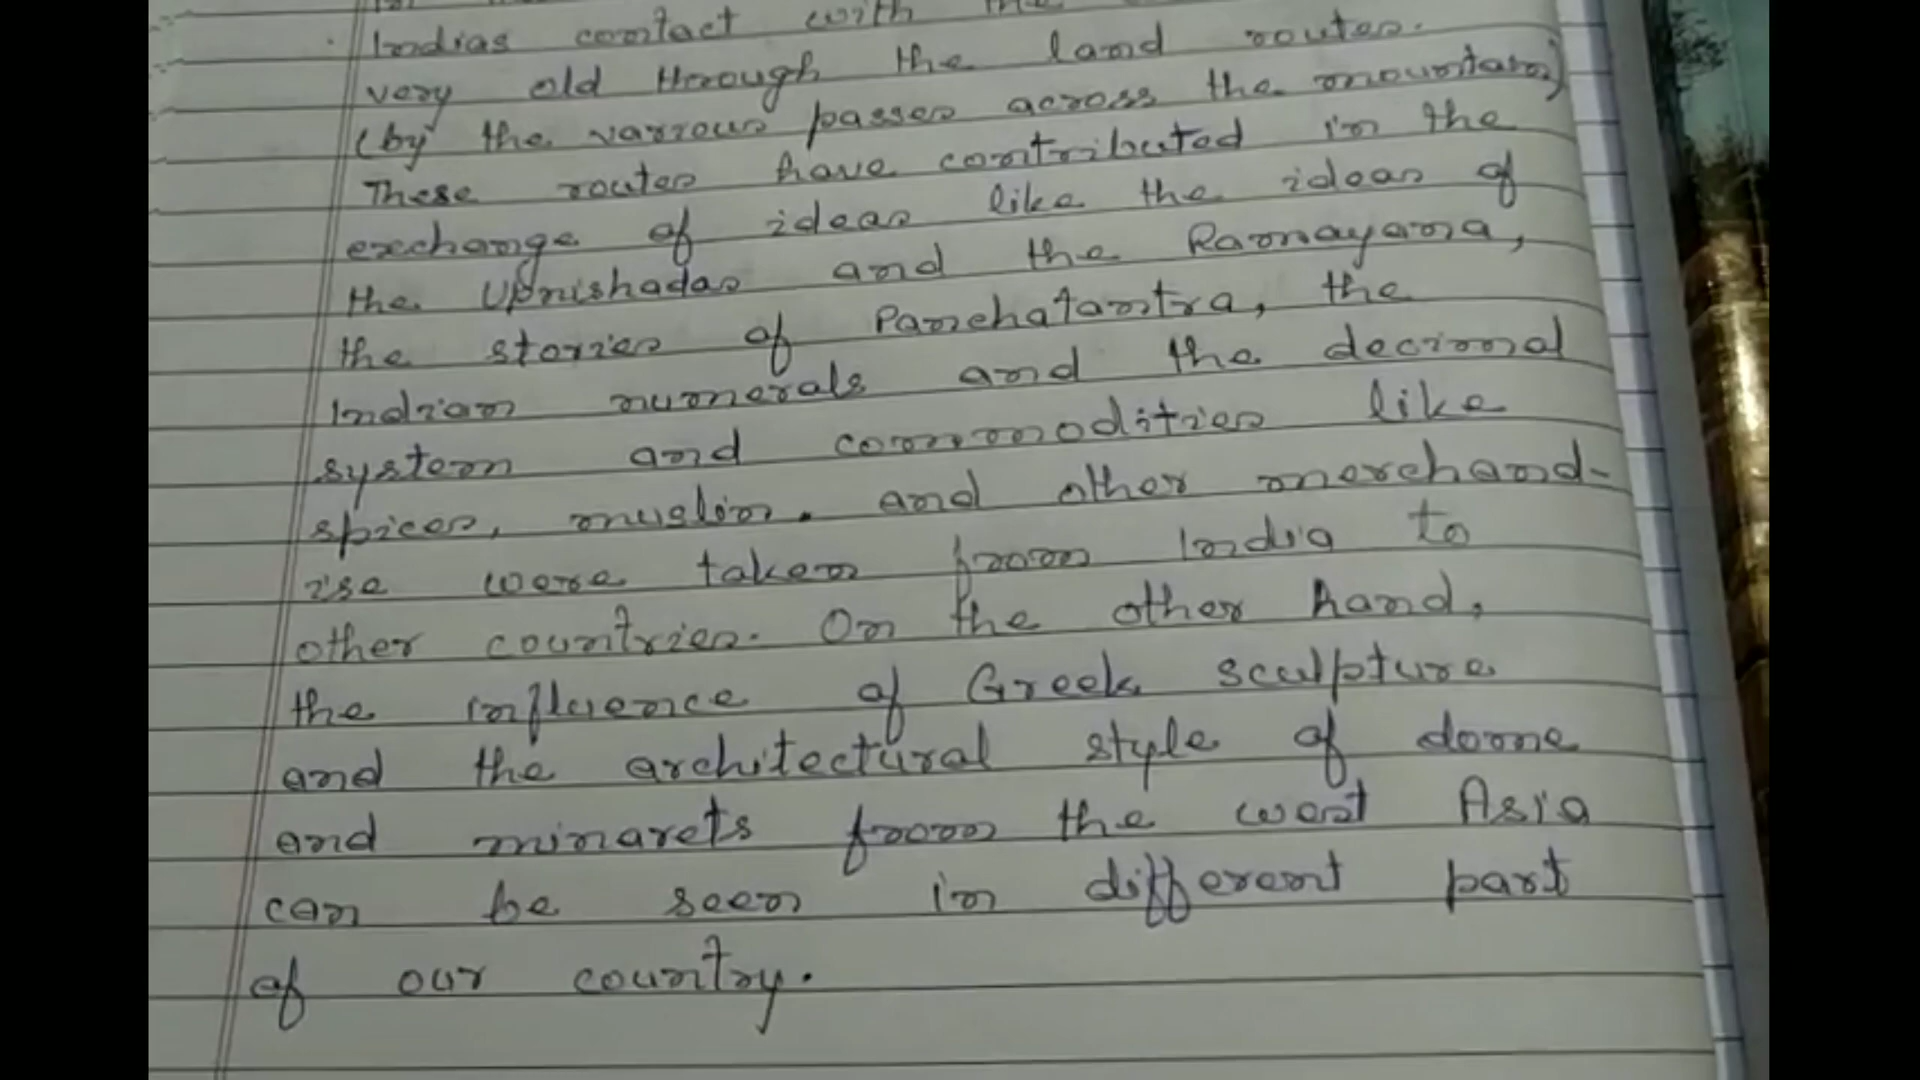 Indias contact with the
very old through the land routes.
(by the various passes across the mountain)
These routes have contributed in the
exchange of ideas like the ideas of
the Upnishadas and the Ramayana,
the stories of Panchatantra, the
Indian numerals and the decimal
system and commodities like
spices, muslin. and other merchand-
ise were taken from India to
other countries. On the other hand,
the influence of Greek sculpture
and the architectural style of dome
and minarets from the west Asia
can be seen in different part
of our country.